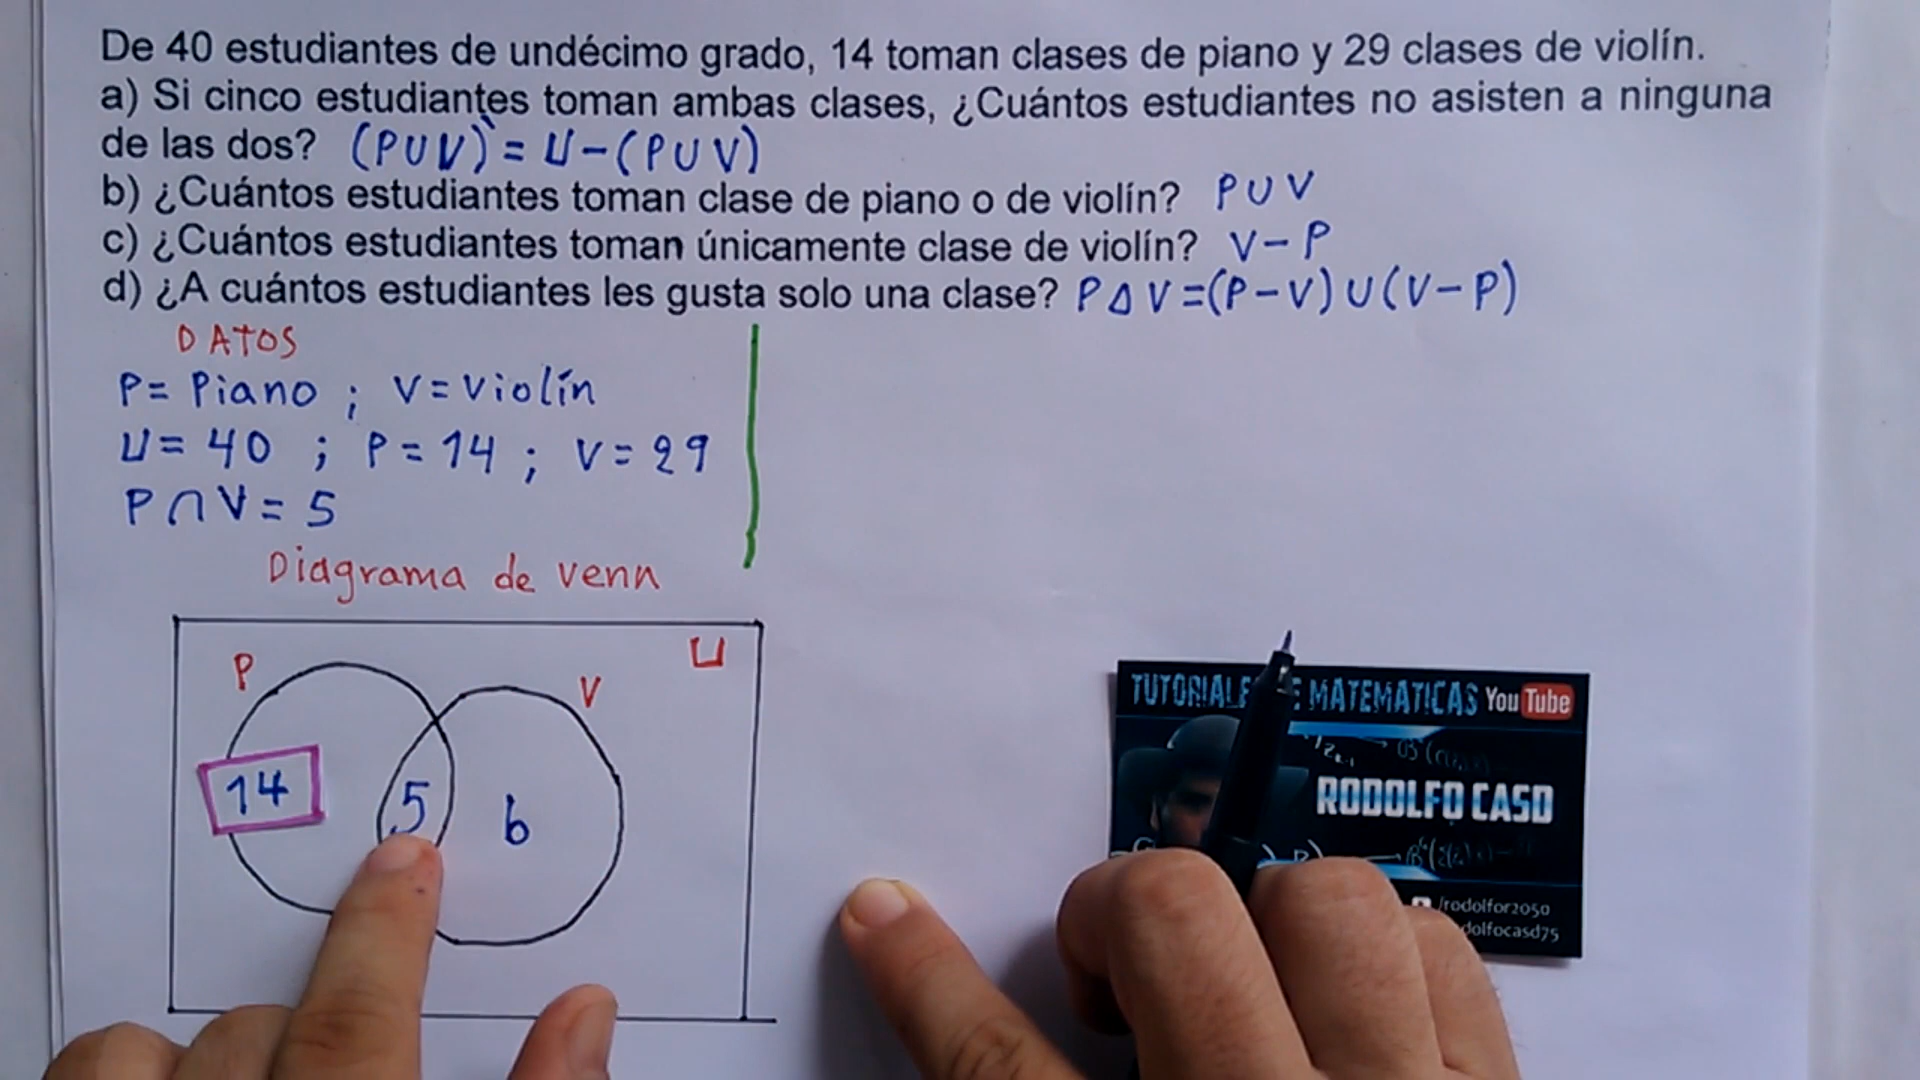 De 40 estudiantes de undécimo grado, 14 toman clases de piano y 29 clases de violín.
a) Si cinco estudiantes toman ambas clases, ¿Cuántos estudiantes no asisten a ninguna
de las dos? (P∪V)` = U-(P∪V)
b) ¿Cuántos estudiantes toman clase de piano o de violín? P∪V
c) ¿Cuántos estudiantes toman únicamente clase de violín? V-P
d) ¿A cuántos estudiantes les gusta solo una clase? P△V=(P-V)∪(V-P)
DATOS
P= Piano ; V=Violín
U= 40 ; P=14 ; V=29
P∩V=5
Diagrama de venn
P V U
14 5 b
MATEMATICAS YouTube
RODOLFO CASD
/rodolfor2050
dolfocasd75